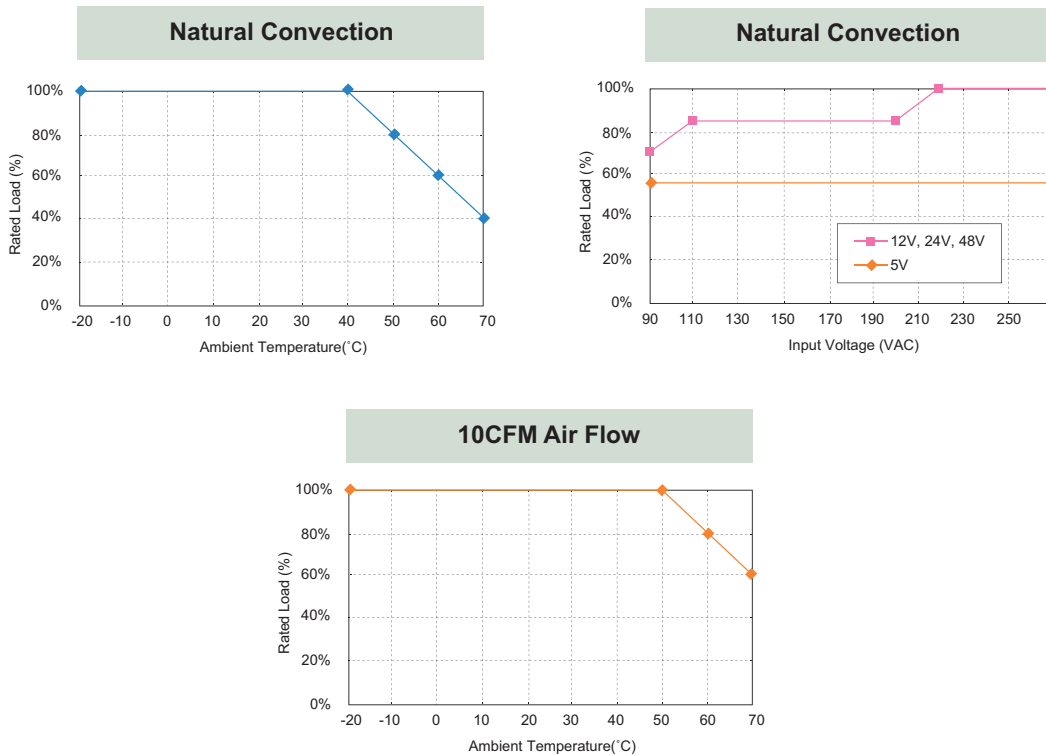 Natural Convection
100%
80%
60%
40%
20%
0%
Rated Load (%)
-20 -10 0 10 20 30 40 50 60 70
Ambient Temperature(˚C)
Natural Convection
100%
80%
60%
40%
20%
0%
Rated Load (%)
12V, 24V, 48V
5V
90 110 130 150 170 190 210 230 250
Input Voltage (VAC)
10CFM Air Flow
100%
80%
60%
40%
20%
0%
Rated Load (%)
-20 -10 0 10 20 30 40 50 60 70
Ambient Temperature(˚C)